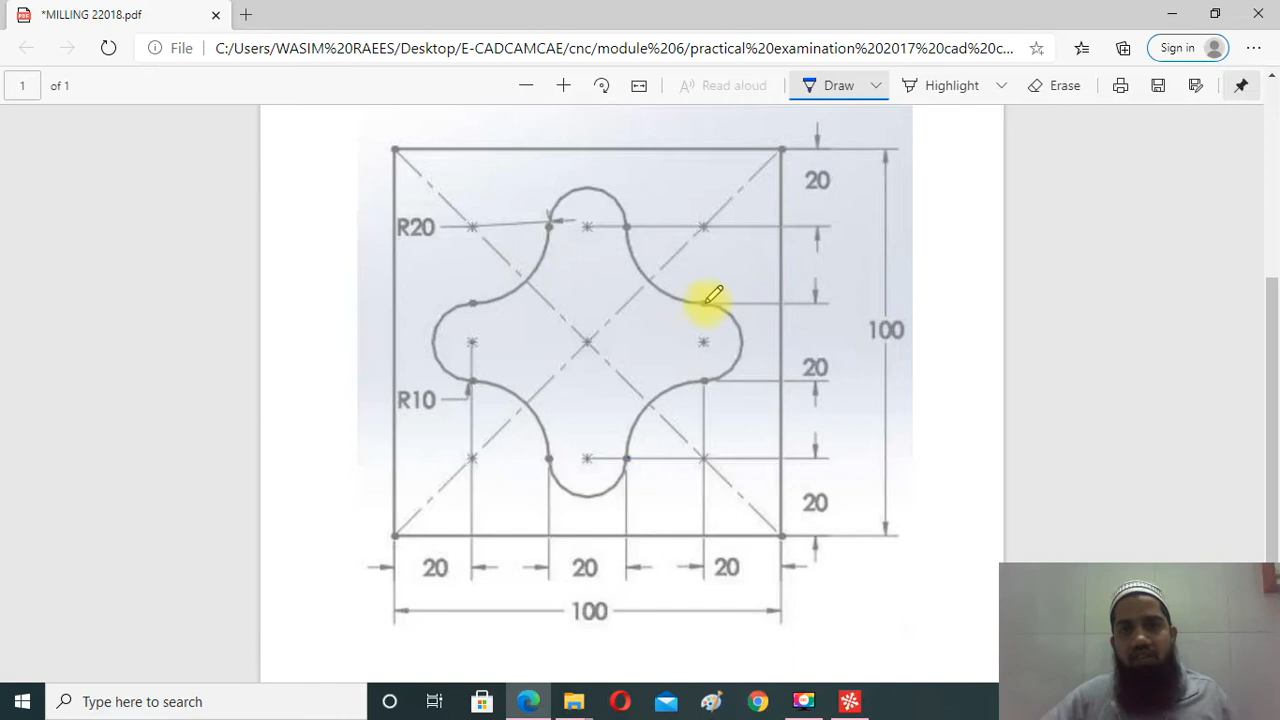 *MILLING 22018.pdf
File
C:/Users/WASIM%20RAEES/Desktop/E-CADCAMCAE/cnc/module%206/practical%20examination%202017%20cad%20c...
Sign in
1 of 1
Read aloud
Draw
Highlight
Erase
20
R20
100
20
R10
20
20 20 20
100
Type here to search